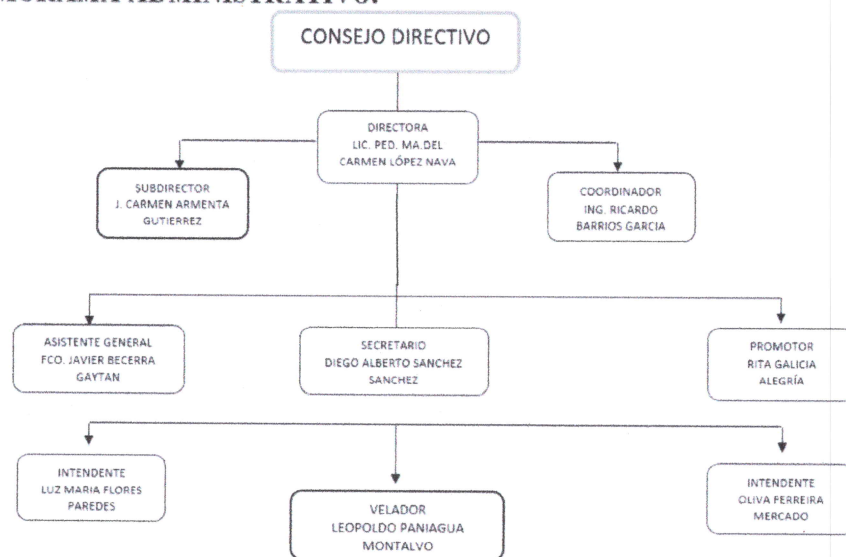 ADMINISTRATIVO.
CONSEJO DIRECTIVO
DIRECTORA
LIC. PED. MA.DEL
CARMEN LÓPEZ NAVA
SUBDIRECTOR
J. CARMEN ARMENTA
GUTIERREZ
COORDINADOR
ING. RICARDO
BARRIOS GARCIA
ASISTENTE GENERAL
FCO. JAVIER BECERRA
GAYTAN
SECRETARIO
DIEGO ALBERTO SANCHEZ
SANCHEZ
PROMOTOR
RITA GALICIA
ALEGRÍA
INTENDENTE
LUZ MARIA FLORES
PAREDES
VELADOR
LEOPOLDO PANIAGUA
MONTALVO
INTENDENTE
OLIVA FERREIRA
MERCADO